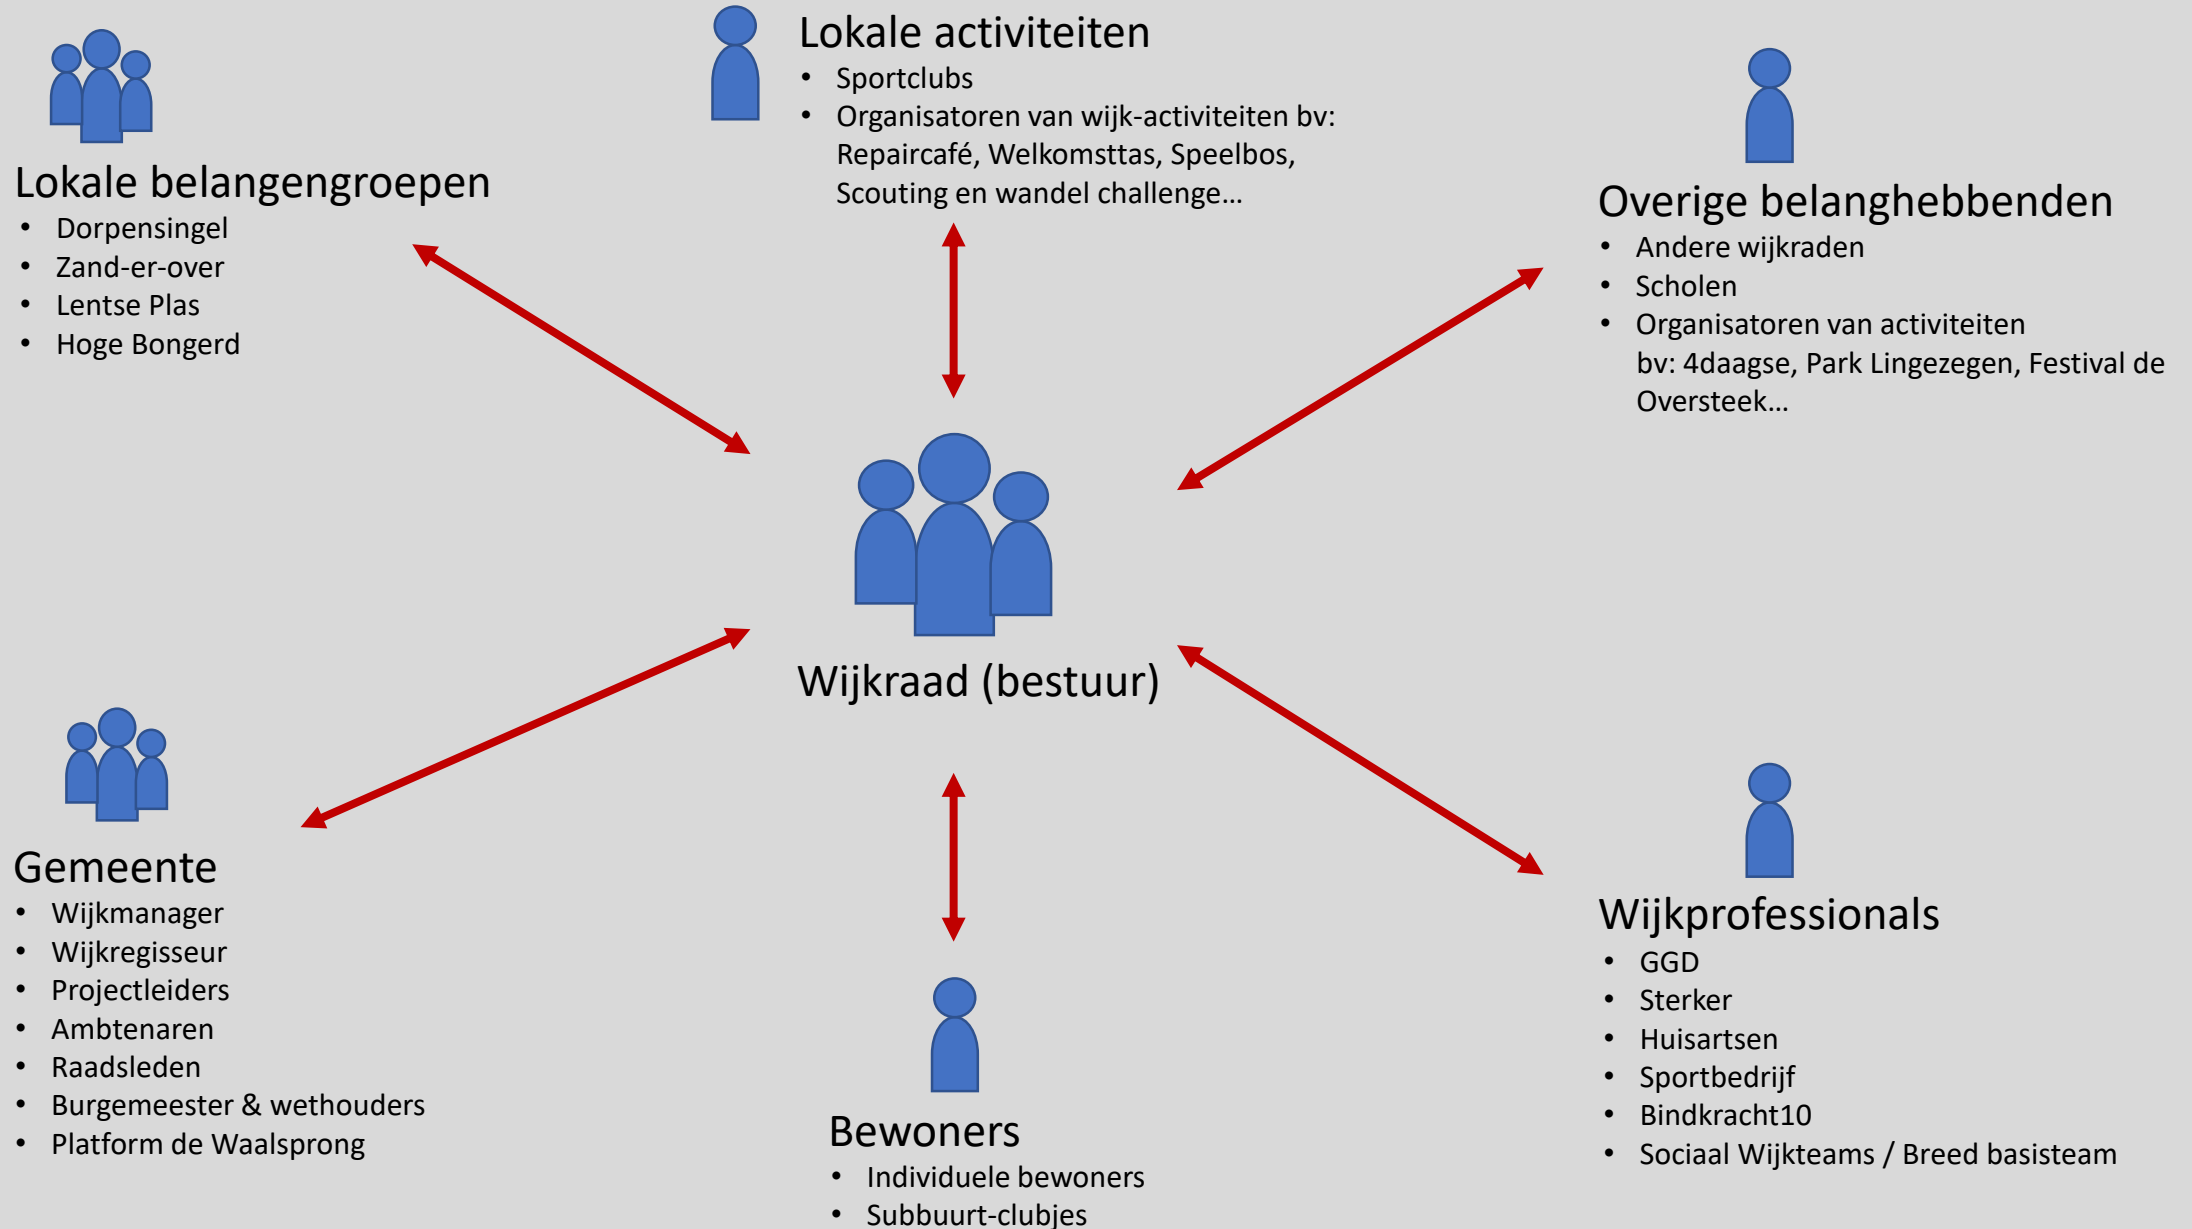 Lokale activiteiten
• Sportclubs
• Organisatoren van wijk-activiteiten bv:
Repaircafé, Welkomsttas, Speelbos,
Scouting en wandel challenge…
Lokale belangengroepen
• Dorpensingel
• Zand-er-over
• Lentse Plas
• Hoge Bongerd
Overige belanghebbenden
• Andere wijkraden
• Scholen
• Organisatoren van activiteiten
bv: 4daagse, Park Lingezegen, Festival de
Oversteek…
Wijkraad (bestuur)
Gemeente
• Wijkmanager
• Wijkregisseur
• Projectleiders
• Ambtenaren
• Raadsleden
• Burgemeester & wethouders
• Platform de Waalsprong
Bewoners
• Individuele bewoners
• Subbuurt-clubjes
Wijkprofessionals
• GGD
• Sterker
• Huisartsen
• Sportbedrijf
• Bindkracht10
• Sociaal Wijkteams / Breed basisteam